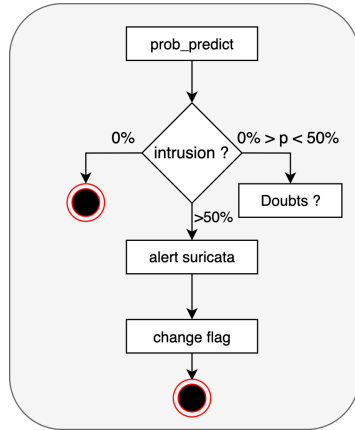 prob_predict
0%
intrusion ?
0% > p < 50%
Doubts ?
>50%
alert suricata
change flag